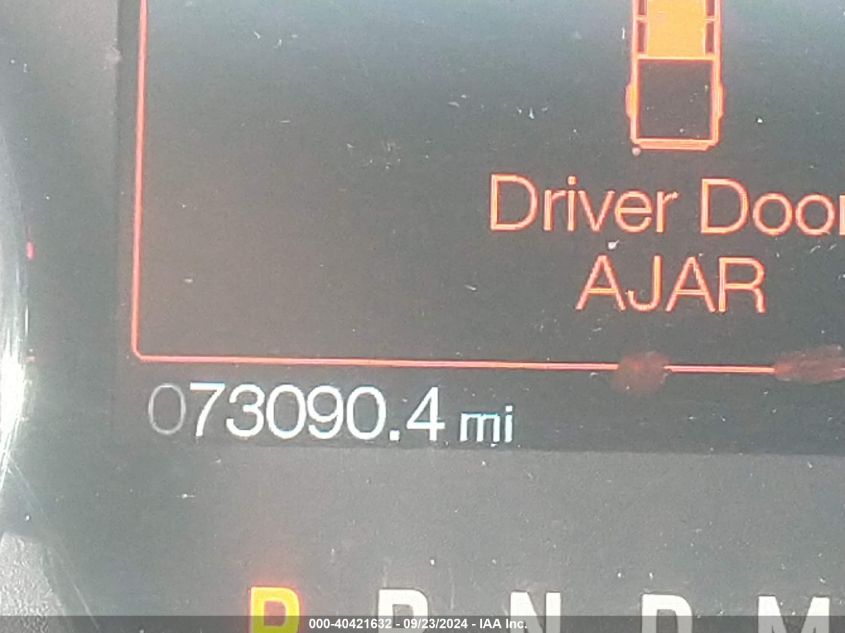 Driver Door
AJAR
073090.4 mi
P R N D M
000-40421632 - 09/23/2024 - IAA Inc.